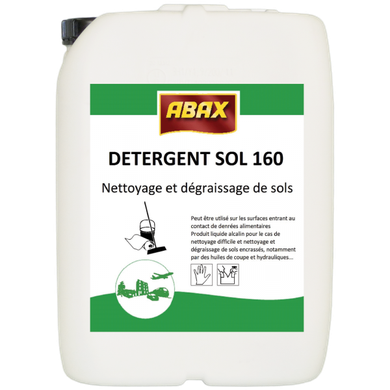 ABAX
DETERGENT SOL 160
Nettoyage et dégraissage de sols
Peut être utilisé sur les surfaces entrant au
contact de denrées alimentaires
Produit liquide alcalin pour le cas de
nettoyage difficile et nettoyage et
dégraissage de sols encrassés, notamment
par des huiles de coupe et hydrauliques...